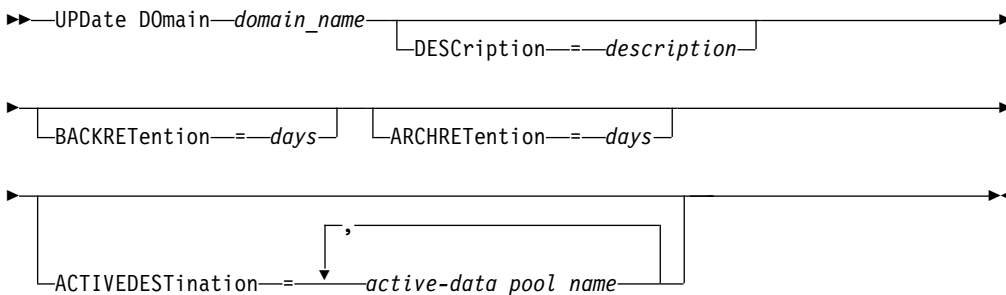 UPDate DOmain domain_name
DESCription = description
BACKRETention = days ARCHRETention = days
,
ACTIVEDESTination = active-data pool name